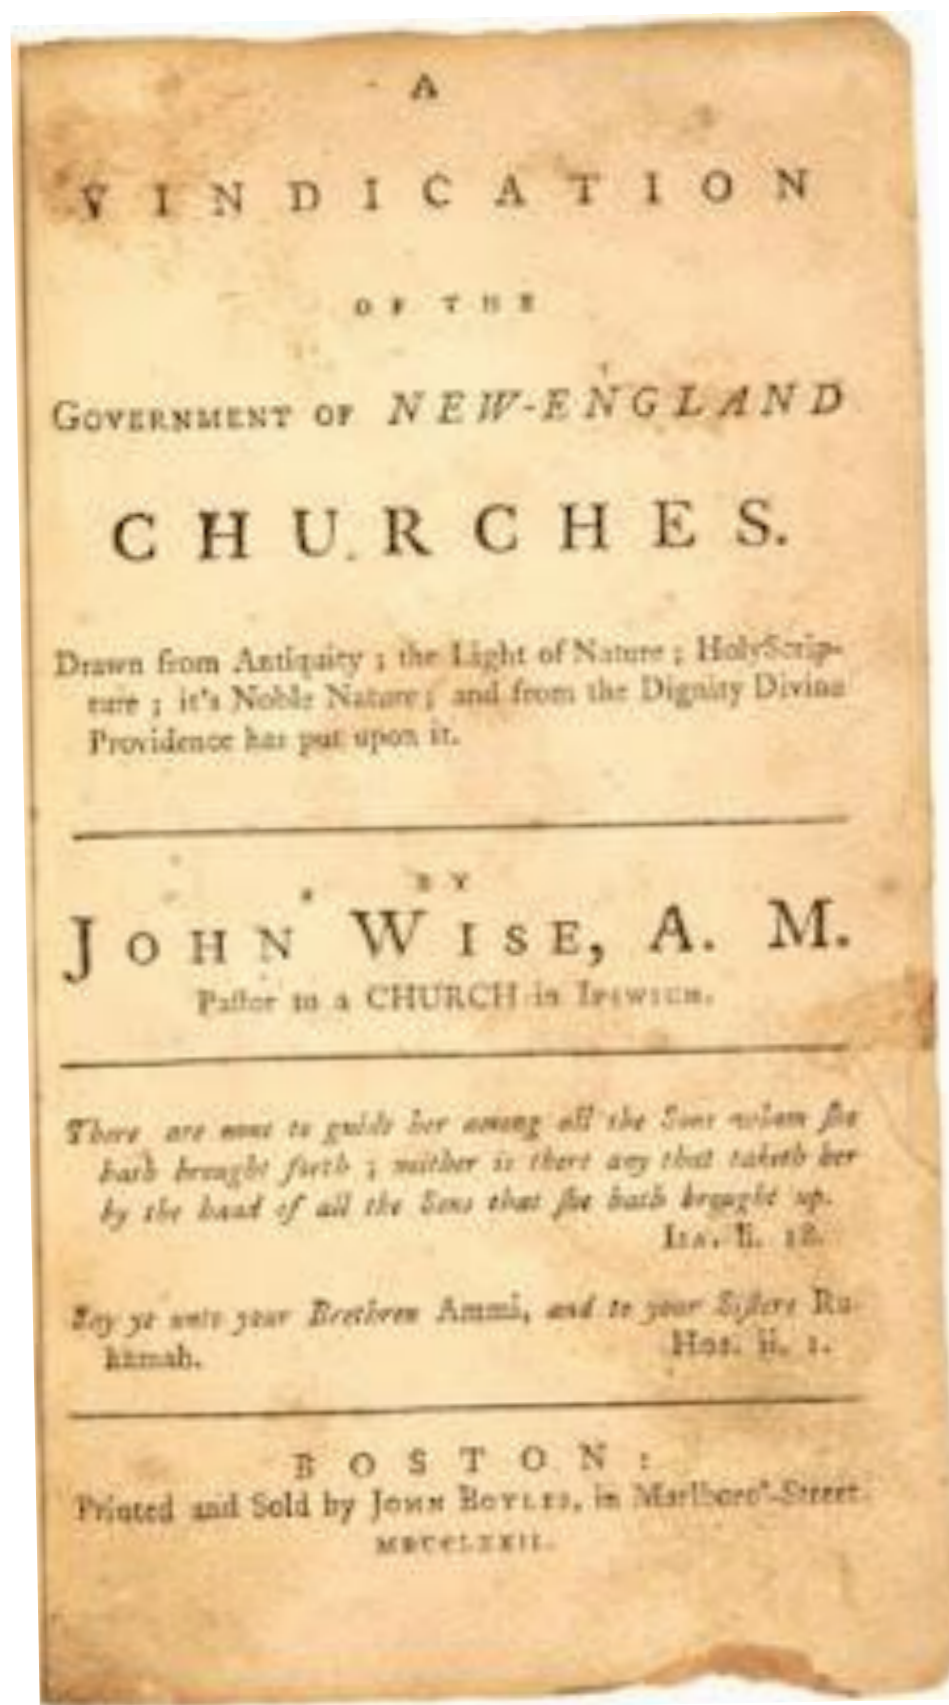 A
VINDICATION
OF THE
GOVERNMENT OF NEW-ENGLAND
CHURCHES.
Drawn from Antiquity; the Light of Nature; HolyScrip-
ture; it's Noble Nature; and from the Dignity Divine
Providence has put upon it.
BY
JOHN WISE, A. M.
Paſtor to a CHURCH in IPSWICH.
There are none to guide her among all the Sons whom ſhe
hath brought forth; neither is there any that taketh her
by the hand of all the Sons that ſhe hath brought up.
ISA. li. 18.
Say ye unto your Brethren Ammi, and to your Siſters Ru-
hamah. Hos. ii. 1.
BOSTON:
Printed and Sold by JOHN BOYLES, in Marlboro'-Street.
MDCCLXXII.